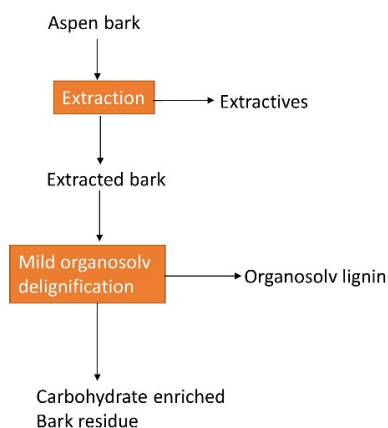 Aspen bark
Extraction
Extractives
Extracted bark
Mild organosolv
delignification
Organosolv lignin
Carbohydrate enriched
Bark residue